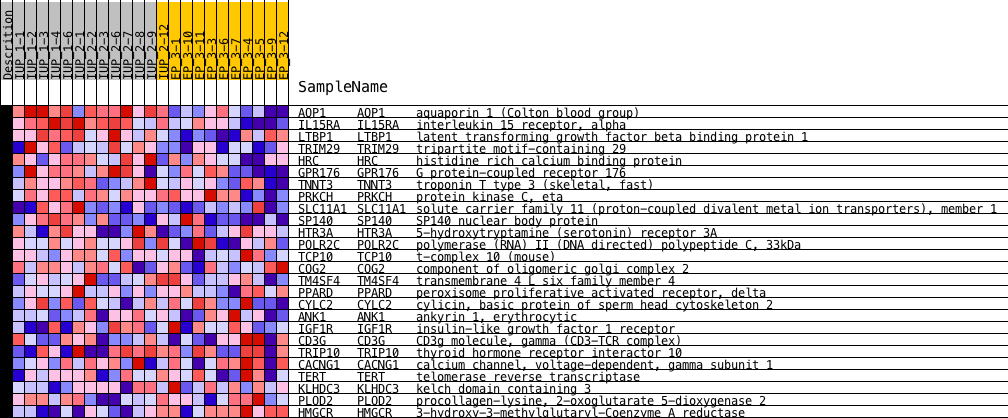 Descrition
IUP_1-1
IUP_1-2
IUP_1-3
IUP_1-4
IUP_1-6
IUP_2-1
IUP_2-2
IUP_2-3
IUP_2-6
IUP_2-7
IUP_2-8
IUP_2-9
IUP_2-12
EP_3-1
EP_3-10
EP_3-11
EP_3-3
EP_3-6
EP_3-7
EP_3-4
EP_3-5
EP_3-9
EP_3-12
SampleName
AQP1 AQP1 aquaporin 1 (Colton blood group)
IL15RA IL15RA interleukin 15 receptor, alpha
LTBP1 LTBP1 latent transforming growth factor beta binding protein 1
TRIM29 TRIM29 tripartite motif-containing 29
HRC HRC histidine rich calcium binding protein
GPR176 GPR176 G protein-coupled receptor 176
TNNT3 TNNT3 troponin T type 3 (skeletal, fast)
PRKCH PRKCH protein kinase C, eta
SLC11A1 SLC11A1 solute carrier family 11 (proton-coupled divalent metal ion transporters), member 1
SP140 SP140 SP140 nuclear body protein
HTR3A HTR3A 5-hydroxytryptamine (serotonin) receptor 3A
POLR2C POLR2C polymerase (RNA) II (DNA directed) polypeptide C, 33kDa
TCP10 TCP10 t-complex 10 (mouse)
COG2 COG2 component of oligomeric golgi complex 2
TM4SF4 TM4SF4 transmembrane 4 L six family member 4
PPARD PPARD peroxisome proliferative activated receptor, delta
CYLC2 CYLC2 cylicin, basic protein of sperm head cytoskeleton 2
ANK1 ANK1 ankyrin 1, erythrocytic
IGF1R IGF1R insulin-like growth factor 1 receptor
CD3G CD3G CD3g molecule, gamma (CD3-TCR complex)
TRIP10 TRIP10 thyroid hormone receptor interactor 10
CACNG1 CACNG1 calcium channel, voltage-dependent, gamma subunit 1
TERT TERT telomerase reverse transcriptase
KLHDC3 KLHDC3 kelch domain containing 3
PLOD2 PLOD2 procollagen-lysine, 2-oxoglutarate 5-dioxygenase 2
HMGCR HMGCR 3-hydroxy-3-methylglutaryl-Coenzyme A reductase